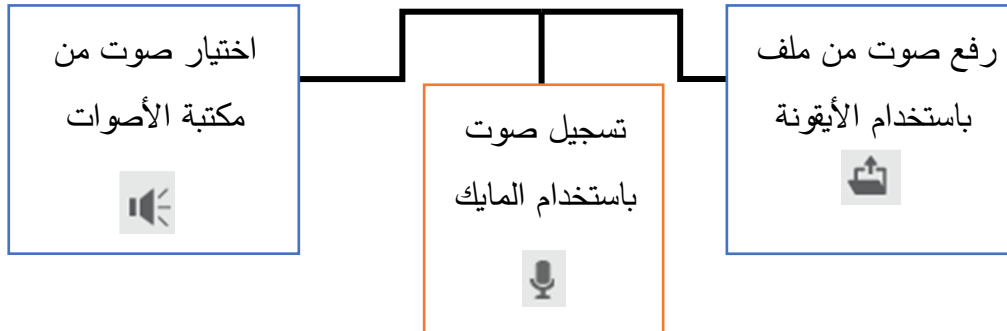 رفع صوت من ملف
باستخدام الأيقونة
تسجيل صوت
باستخدام المايك
اختيار صوت من
مكتبة الأصوات